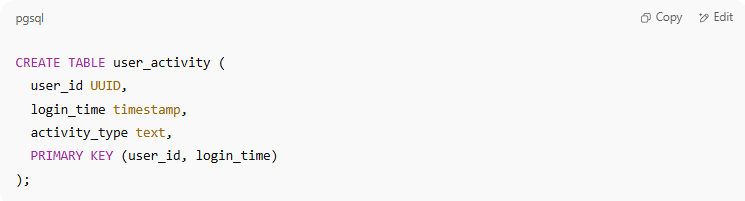 pgsql
Copy
Edit
CREATE TABLE user_activity (
  user_id UUID,
  login_time timestamp,
  activity_type text,
  PRIMARY KEY (user_id, login_time)
);